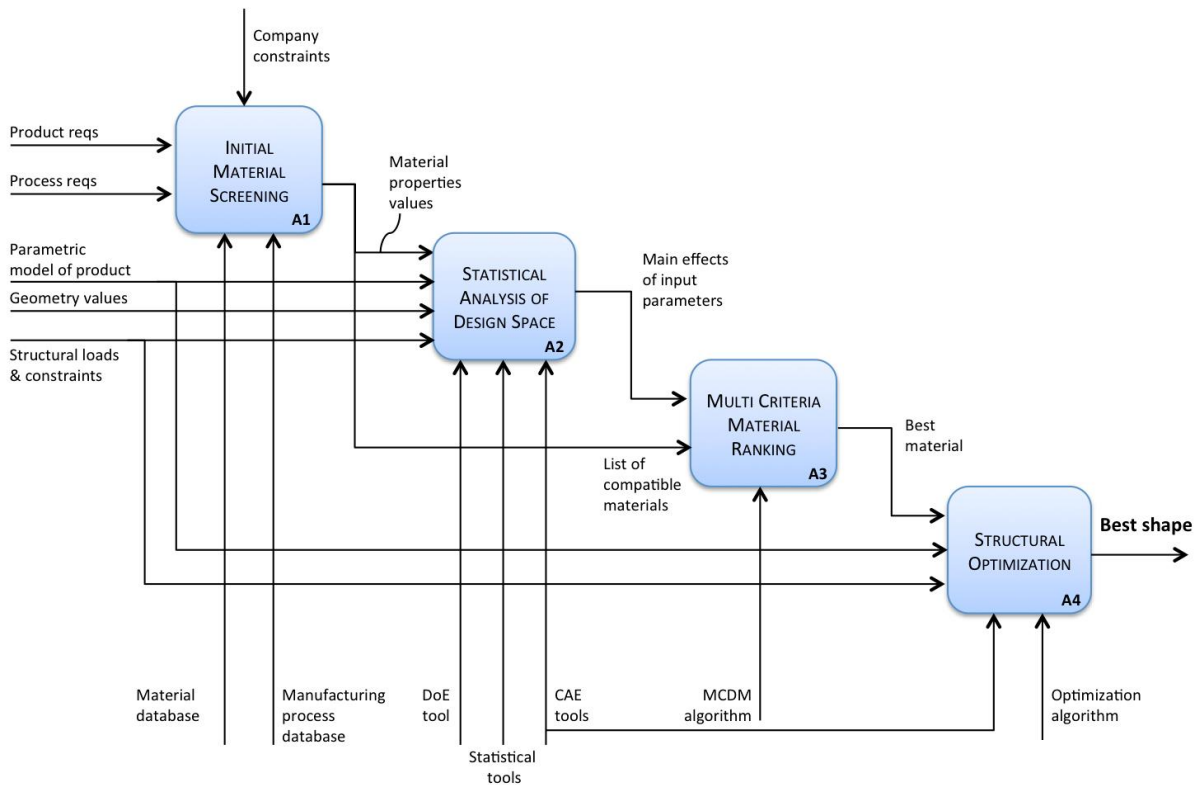 Company
constraints
Product reqs
Process reqs
INITIAL
MATERIAL
SCREENING
A1
Material
properties
values
Parametric
model of product
Geometry values
Structural loads
& constraints
STATISTICAL
ANALYSIS OF
DESIGN SPACE
A2
Main effects
of input
parameters
MULTI CRITERIA
MATERIAL
RANKING
A3
List of
compatible
materials
Best
material
STRUCTURAL
OPTIMIZATION
A4
Best shape
Material
database
Manufacturing
process
database
DoE
tool
Statistical
tools
CAE
tools
MCDM
algorithm
Optimization
algorithm